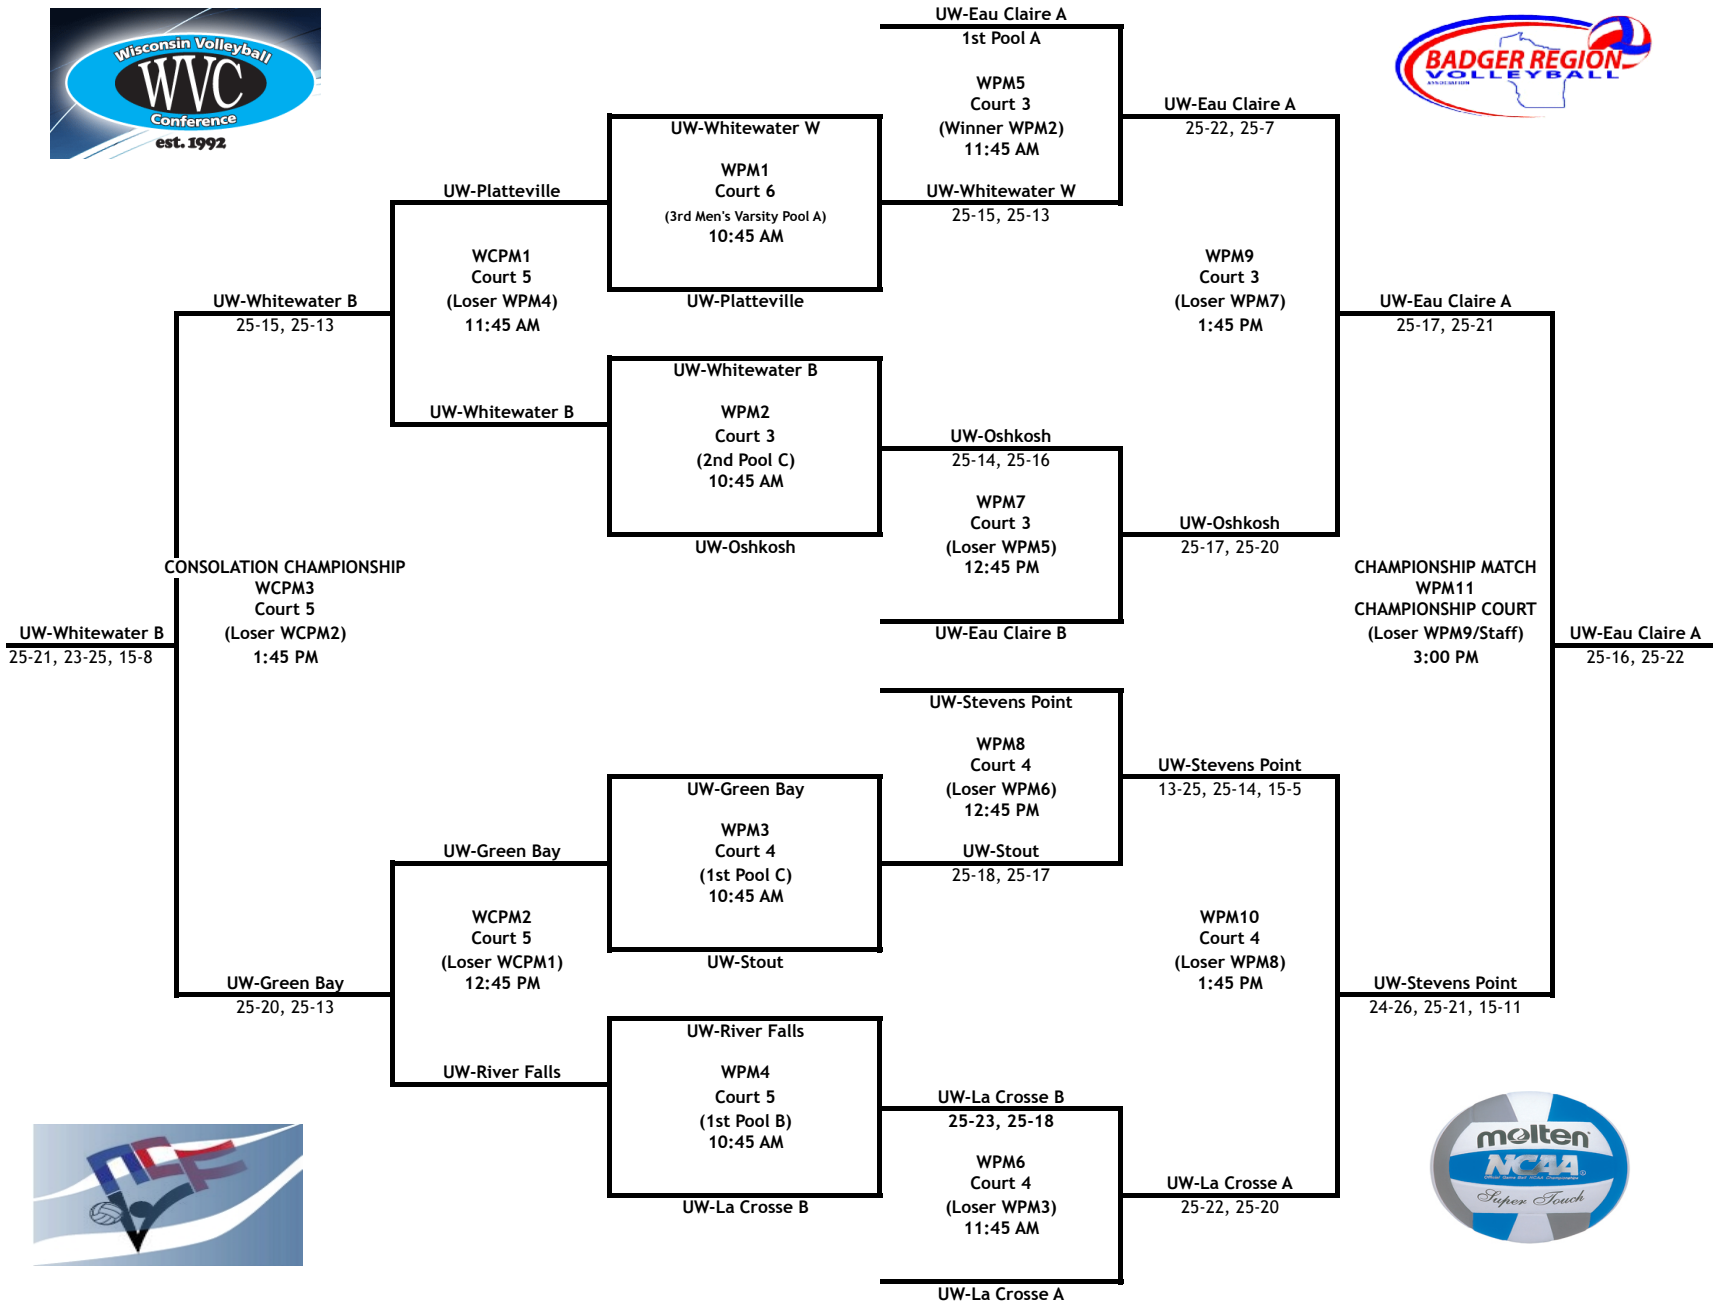 Wisconsin Volleyball
WVC
Conference
est. 1992
BADGER REGION
VOLLEYBALL
ASSOCIATION
UW-Eau Claire A
1st Pool A
WPM5
Court 3
(Winner WPM2)
11:45 AM
UW-Whitewater W
25-15, 25-13
UW-Eau Claire A
25-22, 25-7
UW-Whitewater W
WPM1
Court 6
(3rd Men's Varsity Pool A)
10:45 AM
UW-Platteville
UW-Platteville
WCPM1
Court 5
(Loser WPM4)
11:45 AM
UW-Whitewater B
UW-Whitewater B
25-15, 25-13
WPM9
Court 3
(Loser WPM7)
1:45 PM
UW-Eau Claire A
25-17, 25-21
UW-Whitewater B
WPM2
Court 3
(2nd Pool C)
10:45 AM
UW-Oshkosh
UW-Oshkosh
25-14, 25-16
WPM7
Court 3
(Loser WPM5)
12:45 PM
UW-Eau Claire B
UW-Oshkosh
25-17, 25-20
CONSOLATION CHAMPIONSHIP
WCPM3
Court 5
(Loser WCPM2)
1:45 PM
UW-Whitewater B
25-21, 23-25, 15-8
CHAMPIONSHIP MATCH
WPM11
CHAMPIONSHIP COURT
(Loser WPM9/Staff)
3:00 PM
UW-Eau Claire A
25-16, 25-22
UW-Stevens Point
WPM8
Court 4
(Loser WPM6)
12:45 PM
UW-Stout
25-18, 25-17
UW-Stevens Point
13-25, 25-14, 15-5
UW-Green Bay
WPM3
Court 4
(1st Pool C)
10:45 AM
UW-Stout
UW-Green Bay
WCPM2
Court 5
(Loser WCPM1)
12:45 PM
UW-River Falls
UW-Green Bay
25-20, 25-13
WPM10
Court 4
(Loser WPM8)
1:45 PM
UW-Stevens Point
24-26, 25-21, 15-11
UW-River Falls
WPM4
Court 5
(1st Pool B)
10:45 AM
UW-La Crosse B
UW-La Crosse B
25-23, 25-18
WPM6
Court 4
(Loser WPM3)
11:45 AM
UW-La Crosse A
UW-La Crosse A
25-22, 25-20
NCF
molten
NCAA
Official Game Ball NCAA Championships
Super Touch